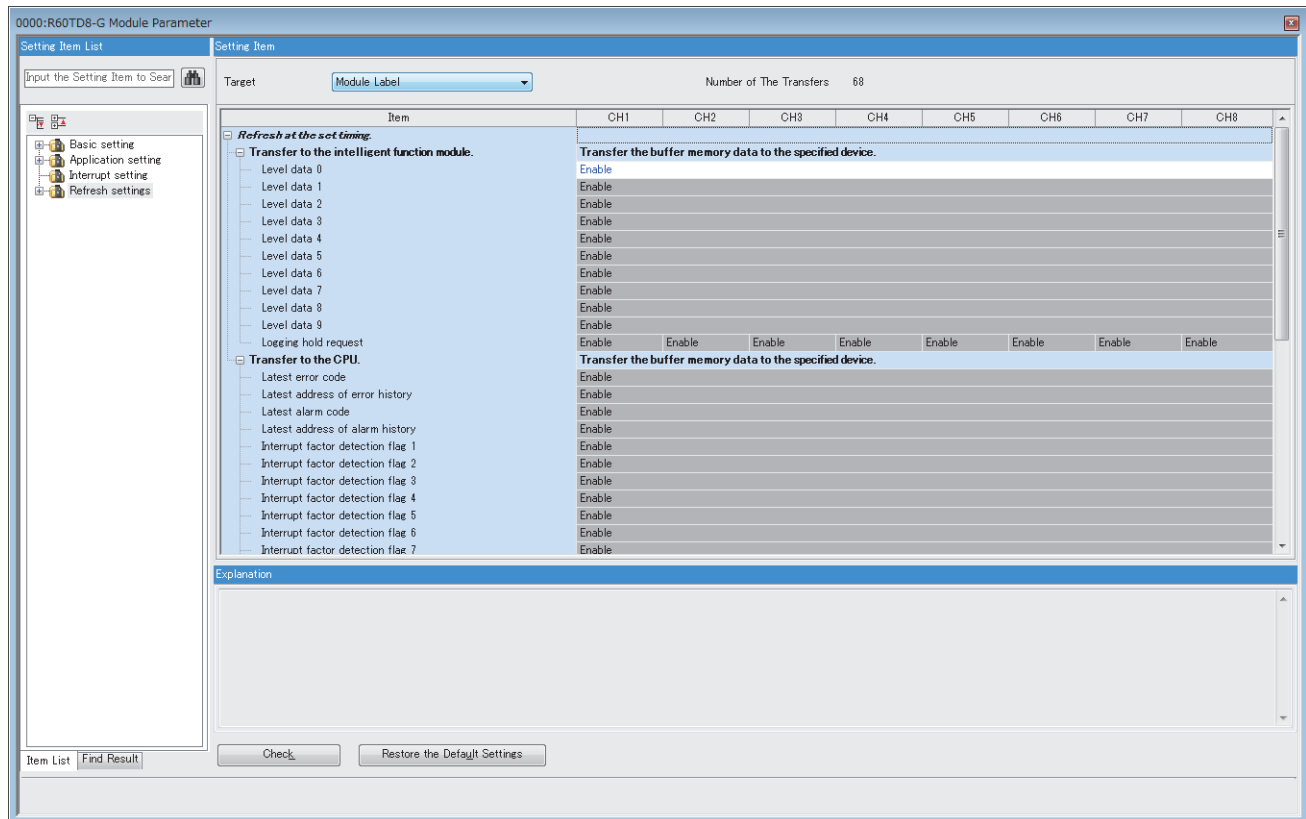 0000:R60TD8-G Module Parameter
Setting Item List
Setting Item
Input the Setting Item to Sear
Target
Module Label
Number of The Transfers 68
Basic setting
Application setting
Interrupt setting
Refresh settings
Item CH1 CH2 CH3 CH4 CH5 CH6 CH7 CH8
Refresh at the set timing.
Transfer to the intelligent function module. Transfer the buffer memory data to the specified device.
Level data 0 Enable
Level data 1 Enable
Level data 2 Enable
Level data 3 Enable
Level data 4 Enable
Level data 5 Enable
Level data 6 Enable
Level data 7 Enable
Level data 8 Enable
Level data 9 Enable
Logging hold request Enable Enable Enable Enable Enable Enable Enable Enable
Transfer to the CPU. Transfer the buffer memory data to the specified device.
Latest error code Enable
Latest address of error history Enable
Latest alarm code Enable
Latest address of alarm history Enable
Interrupt factor detection flag 1 Enable
Interrupt factor detection flag 2 Enable
Interrupt factor detection flag 3 Enable
Interrupt factor detection flag 4 Enable
Interrupt factor detection flag 5 Enable
Interrupt factor detection flag 6 Enable
Interrupt factor detection flag 7 Enable
Explanation
Item List Find Result
Check
Restore the Default Settings